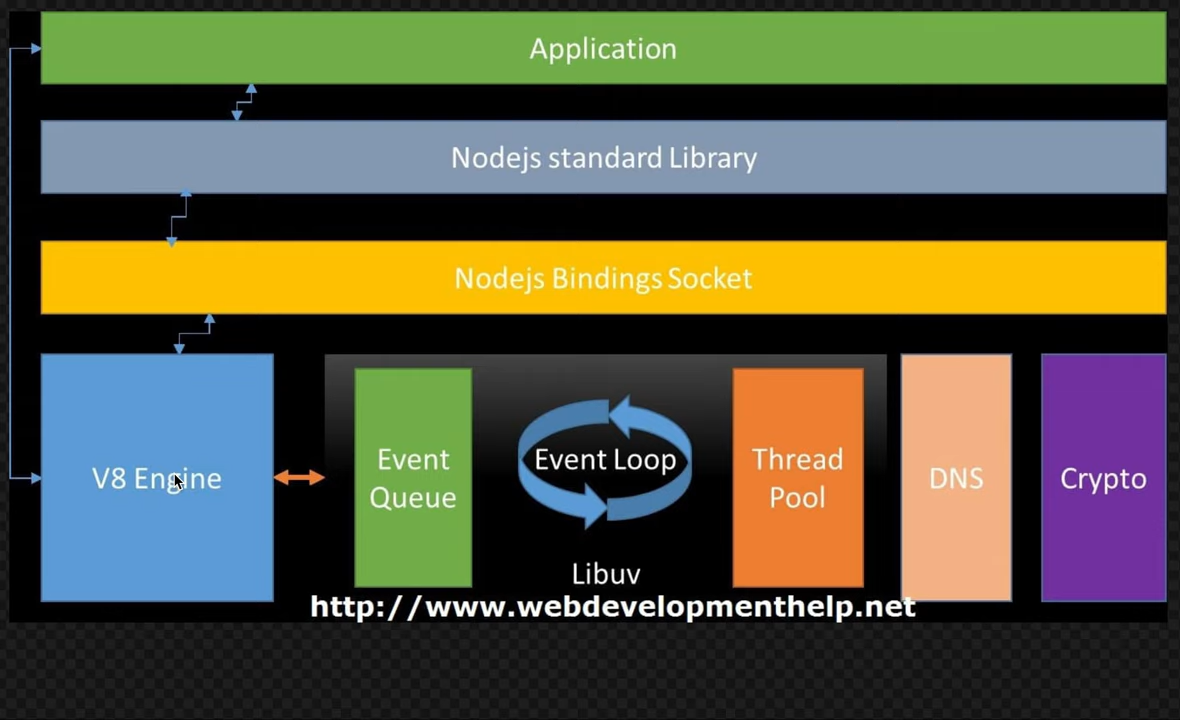 Application
Nodejs standard Library
Nodejs Bindings Socket
V8 Engine
Event
Queue
Event Loop
Thread
Pool
DNS
Crypto
Libuv
http://www.webdevelopmenthelp.net